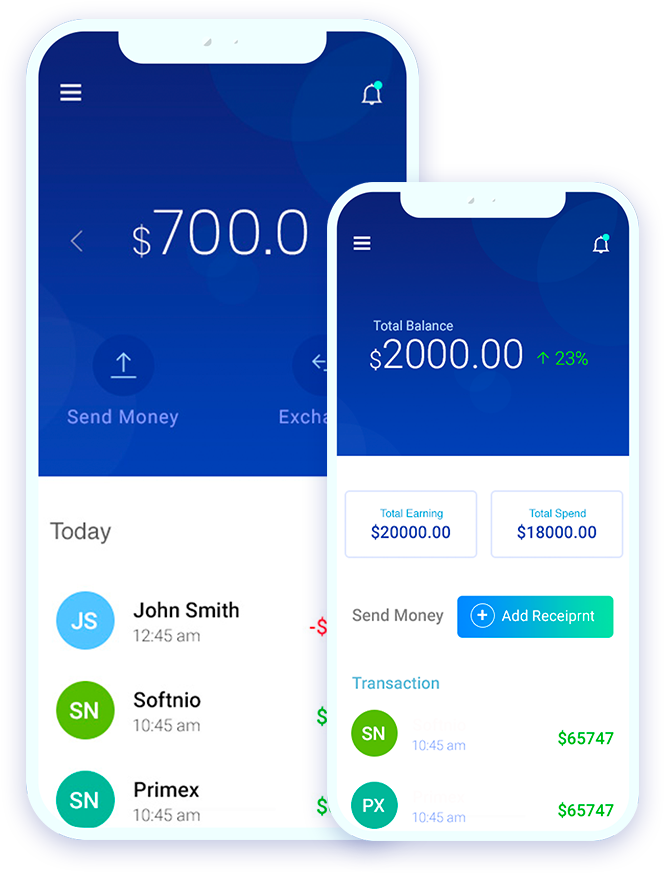 $700.0
Send Money
Today
JS
John Smith
12:45 am
-$
SN
Softnio
10:45 am
$
SN
Primex
10:45 am
$
Total Balance
$2000.00 ↑ 23%
Total Earning
$20000.00
Total Spend
$18000.00
Send Money
Add Receiprnt
Transaction
SN
10:45 am
$65747
PX
10:45 am
$65747